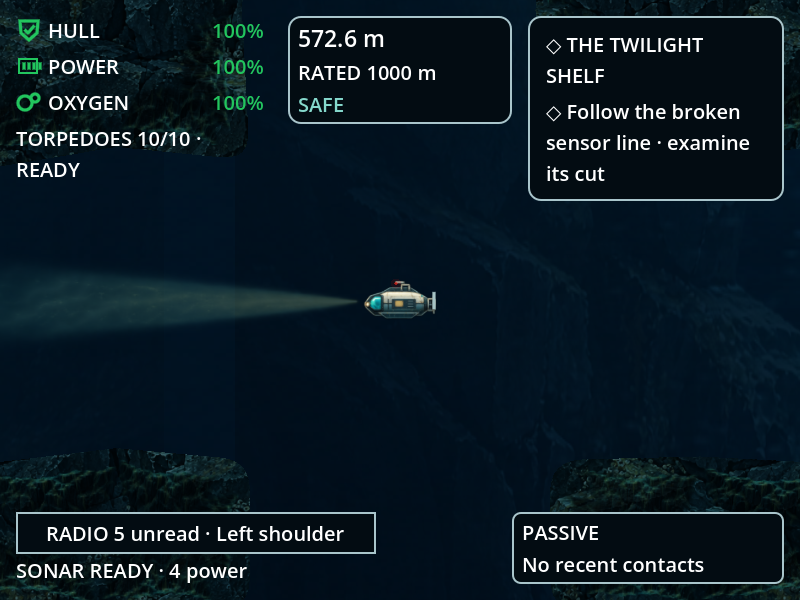 HULL 100%
POWER 100%
OXYGEN 100%
TORPEDOES 10/10 ·
READY
572.6 m
RATED 1000 m
SAFE
◇ THE TWILIGHT
SHELF
◇ Follow the broken
sensor line · examine
its cut
RADIO 5 unread · Left shoulder
SONAR READY · 4 power
PASSIVE
No recent contacts